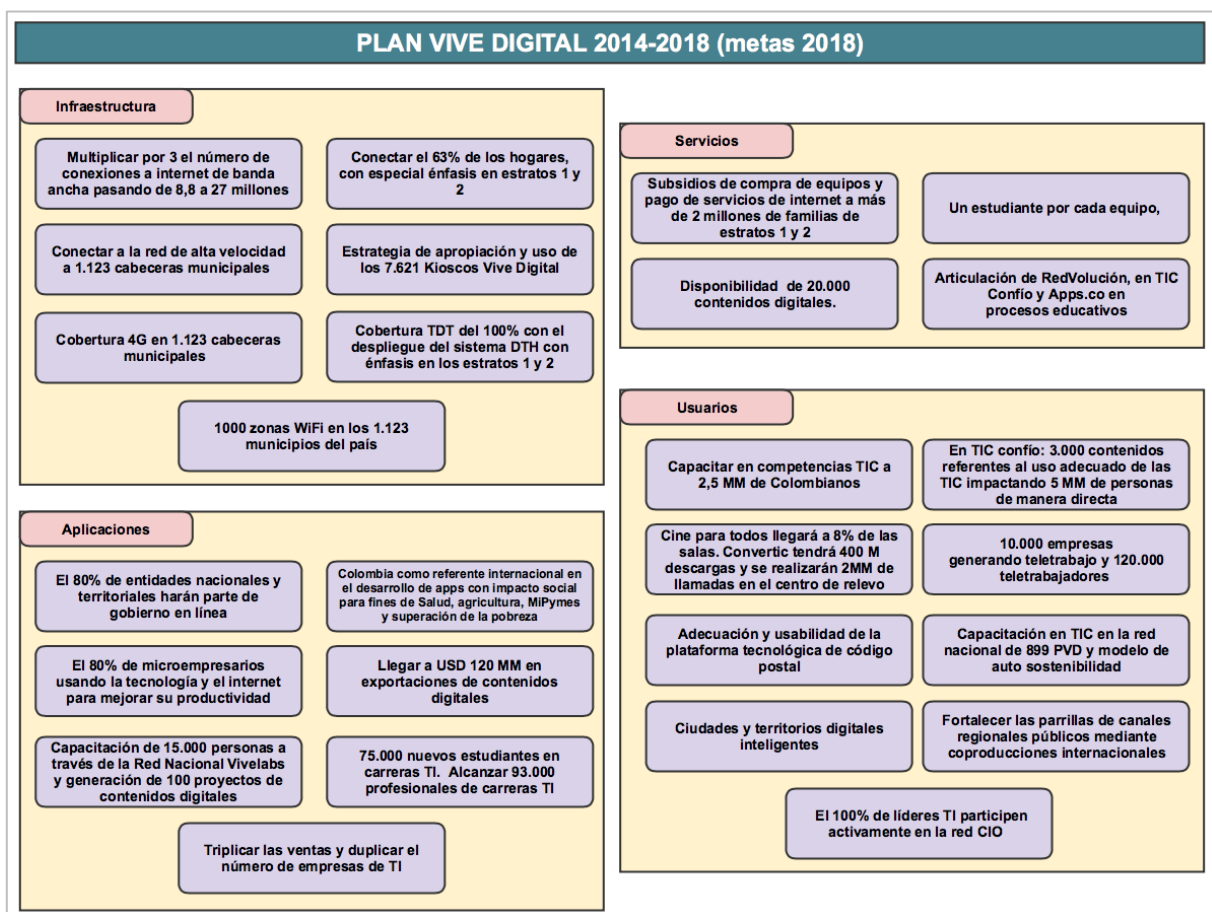 PLAN VIVE DIGITAL 2014-2018 (metas 2018)
Infraestructura
Multiplicar por 3 el número de
conexiones a internet de banda
ancha pasando de 8,8 a 27 millones
Conectar el 63% de los hogares,
con especial énfasis en estratos 1 y
2
Conectar a la red de alta velocidad
a 1.123 cabeceras municipales
Estrategia de apropiación y uso de
los 7.621 Kioscos Vive Digital
Cobertura 4G en 1.123 cabeceras
municipales
Cobertura TDT del 100% con el
despliegue del sistema DTH con
énfasis en los estratos 1 y 2
1000 zonas WiFi en los 1.123
municipios del país
Servicios
Subsidios de compra de equipos y
pago de servicios de internet a más
de 2 millones de familias de
estratos 1 y 2
Un estudiante por cada equipo,
Disponibilidad de 20.000
contenidos digitales.
Articulación de RedVolución, en TIC
Confío y Apps.co en
procesos educativos
Aplicaciones
El 80% de entidades nacionales y
territoriales harán parte de
gobierno en línea
Colombia como referente internacional en
el desarrollo de apps con impacto social
para fines de Salud, agricultura, MiPymes
y superación de la pobreza
El 80% de microempresarios
usando la tecnología y el internet
para mejorar su productividad
Llegar a USD 120 MM en
exportaciones de contenidos
digitales
Capacitación de 15.000 personas a
través de la Red Nacional Vivelabs
y generación de 100 proyectos de
contenidos digitales
75.000 nuevos estudiantes en
carreras TI. Alcanzar 93.000
profesionales de carreras TI
Triplicar las ventas y duplicar el
número de empresas de TI
Usuarios
Capacitar en competencias TIC a
2,5 MM de Colombianos
En TIC confío: 3.000 contenidos
referentes al uso adecuado de las
TIC impactando 5 MM de personas
de manera directa
Cine para todos llegará a 8% de las
salas. Convertic tendrá 400 M
descargas y se realizarán 2MM de
llamadas en el centro de relevo
10.000 empresas
generando teletrabajo y 120.000
teletrabajadores
Adecuación y usabilidad de la
plataforma tecnológica de código
postal
Capacitación en TIC en la red
nacional de 899 PVD y modelo de
auto sostenibilidad
Ciudades y territorios digitales
inteligentes
Fortalecer las parrillas de canales
regionales públicos mediante
coproducciones internacionales
El 100% de líderes TI participen
activamente en la red CIO